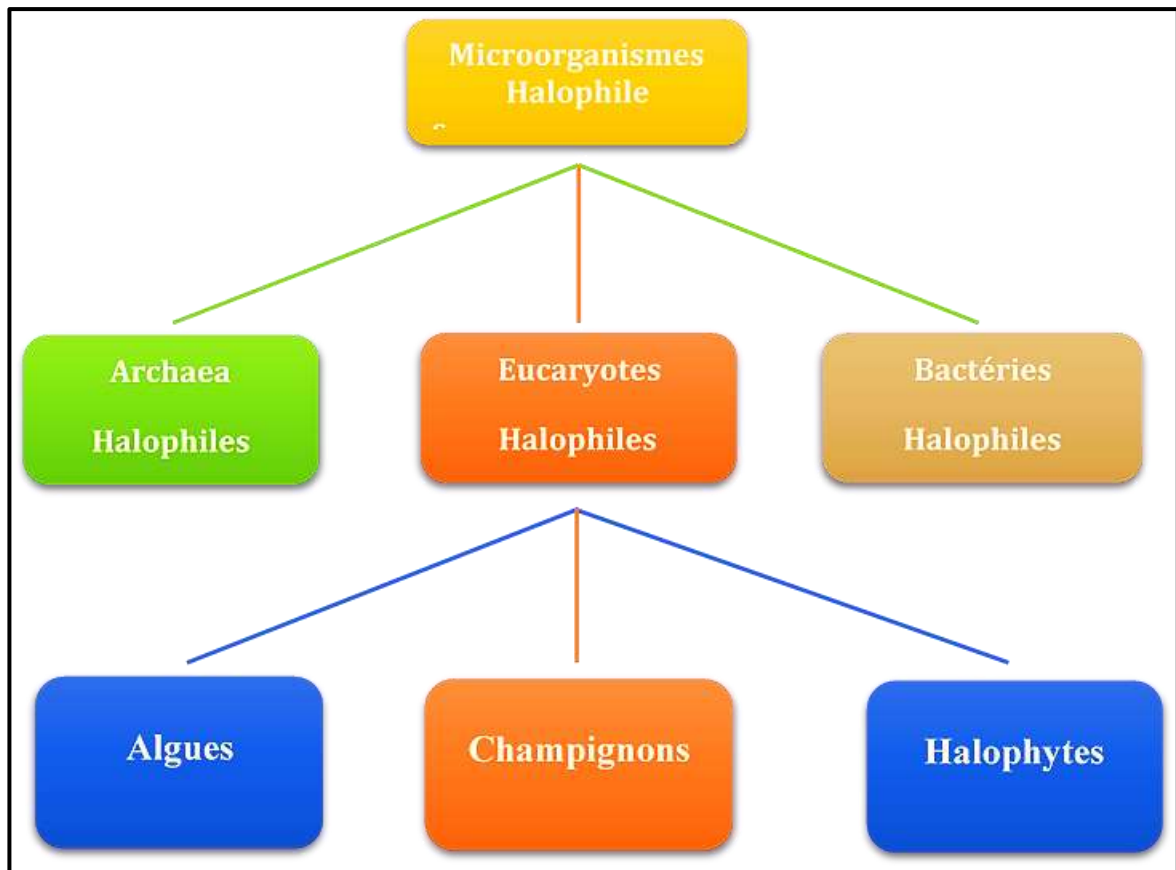 Microorganismes
Halophile
s
Archaea
Halophiles
Eucaryotes
Halophiles
Bactéries
Halophiles
Algues
Champignons
Halophytes